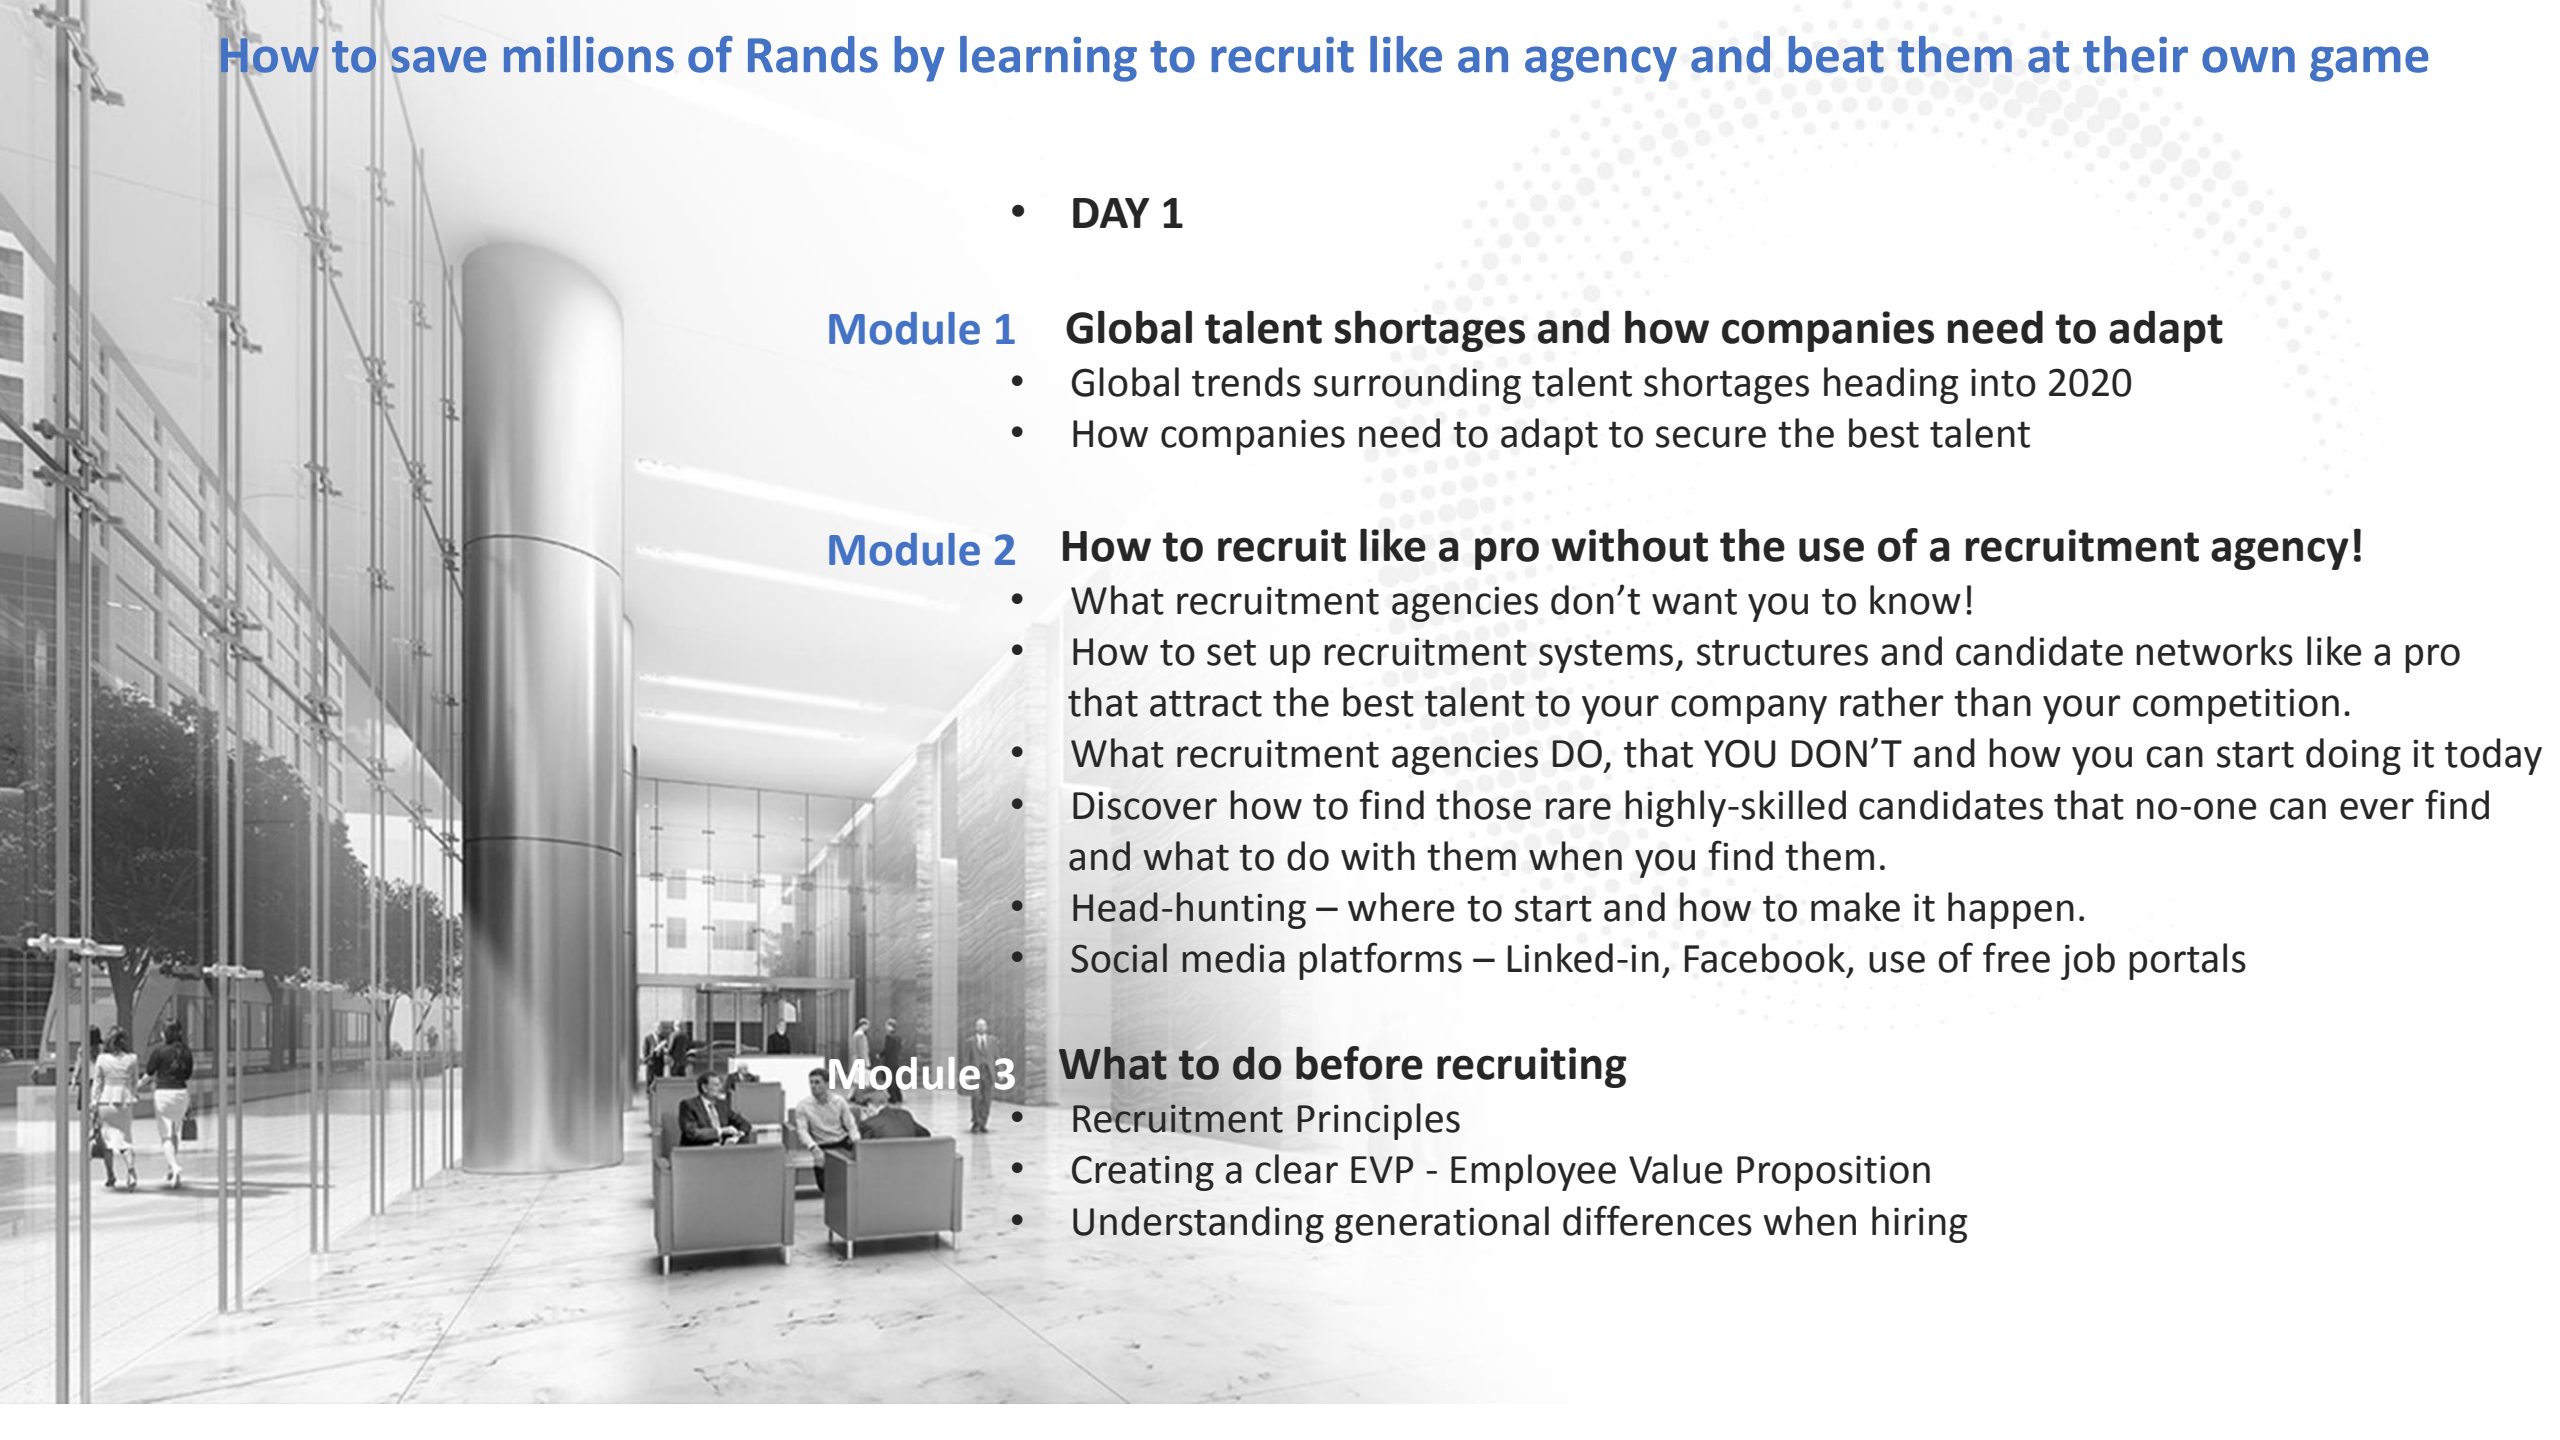 How to save millions of Rands by learning to recruit like an agency and beat them at their own game
• DAY 1
Module 1 Global talent shortages and how companies need to adapt
• Global trends surrounding talent shortages heading into 2020
• How companies need to adapt to secure the best talent
Module 2 How to recruit like a pro without the use of a recruitment agency!
• What recruitment agencies don’t want you to know!
• How to set up recruitment systems, structures and candidate networks like a pro
that attract the best talent to your company rather than your competition.
• What recruitment agencies DO, that YOU DON’T and how you can start doing it today
• Discover how to find those rare highly-skilled candidates that no-one can ever find
and what to do with them when you find them.
• Head-hunting – where to start and how to make it happen.
• Social media platforms – Linked-in, Facebook, use of free job portals
Module 3 What to do before recruiting
• Recruitment Principles
• Creating a clear EVP - Employee Value Proposition
• Understanding generational differences when hiring